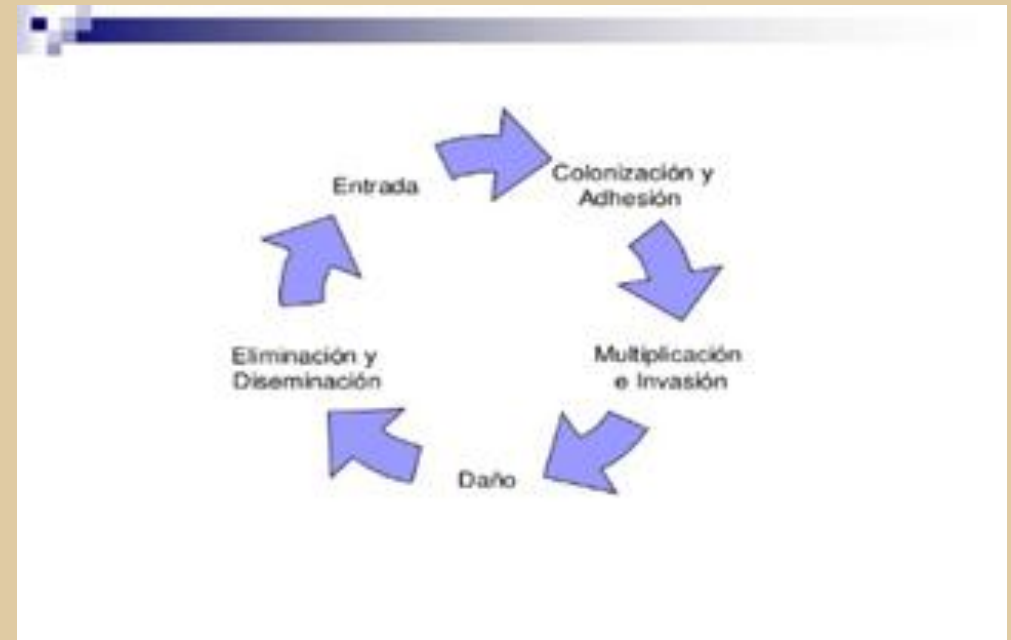 Entrada
Colonización y
Adhesión
Multiplicación
e Invasión
Daño
Eliminación y
Diseminación